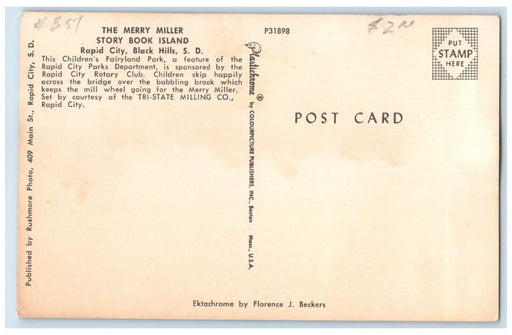 #851
THE MERRY MILLER
STORY BOOK ISLAND
Rapid City, Black Hills, S. D.
This Children's Fairyland Park, a feature of the
Rapid City Parks Department, is sponsored by the
Rapid City Rotary Club. Children skip happily
across the bridge over the babbling brook which
keeps the mill wheel going for the Merry Miller.
Set by courtesy of the TRI-STATE MILLING CO.,
Rapid City.
Published by Rushmore Photo, 409 Main St., Rapid City, S. D.
P31898
Plastichrome ® by COLOURPICTURE PUBLISHERS, INC., Boston Mass., U.S.A.
$2.00
PUT
STAMP
HERE
POST CARD
Ektachrome by Florence J. Beckers